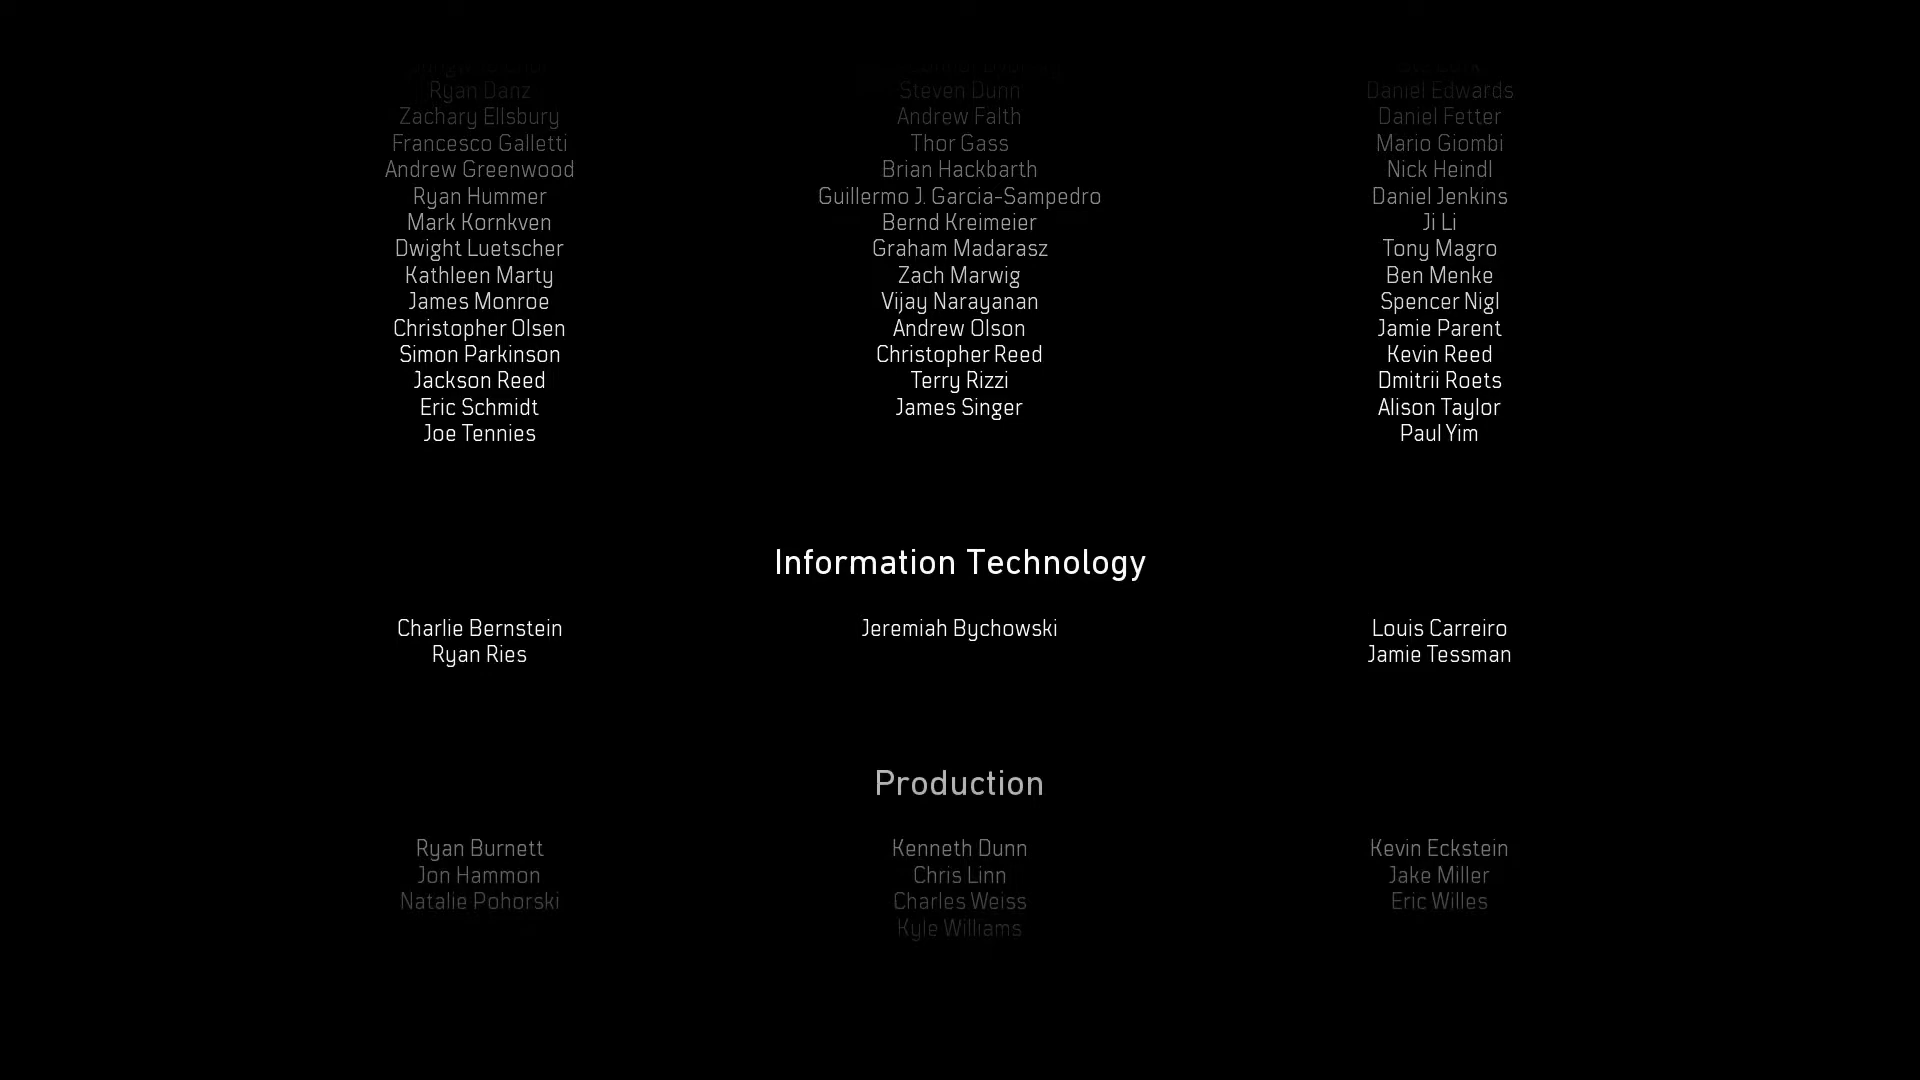 Ryan Danz Steven Dunn Daniel Edwards
Zachary Ellsbury Andrew Falth Daniel Fetter
Francesco Galletti Thor Gass Mario Giombi
Andrew Greenwood Brian Hackbarth Nick Heindl
Ryan Hummer Guillermo J. Garcia-Sampedro Daniel Jenkins
Mark Kornkven Bernd Kreimeier Ji Li
Dwight Luetscher Graham Madarasz Tony Magro
Kathleen Marty Zach Marwig Ben Menke
James Monroe Vijay Narayanan Spencer Nigl
Christopher Olsen Andrew Olson Jamie Parent
Simon Parkinson Christopher Reed Kevin Reed
Jackson Reed Terry Rizzi Dmitrii Roets
Eric Schmidt James Singer Alison Taylor
Joe Tennies Paul Yim
Information Technology
Charlie Bernstein Jeremiah Bychowski Louis Carreiro
Ryan Ries Jamie Tessman
Production
Ryan Burnett Kenneth Dunn Kevin Eckstein
Jon Hammon Chris Linn Jake Miller
Natalie Pohorski Charles Weiss Eric Willes
Kyle Williams